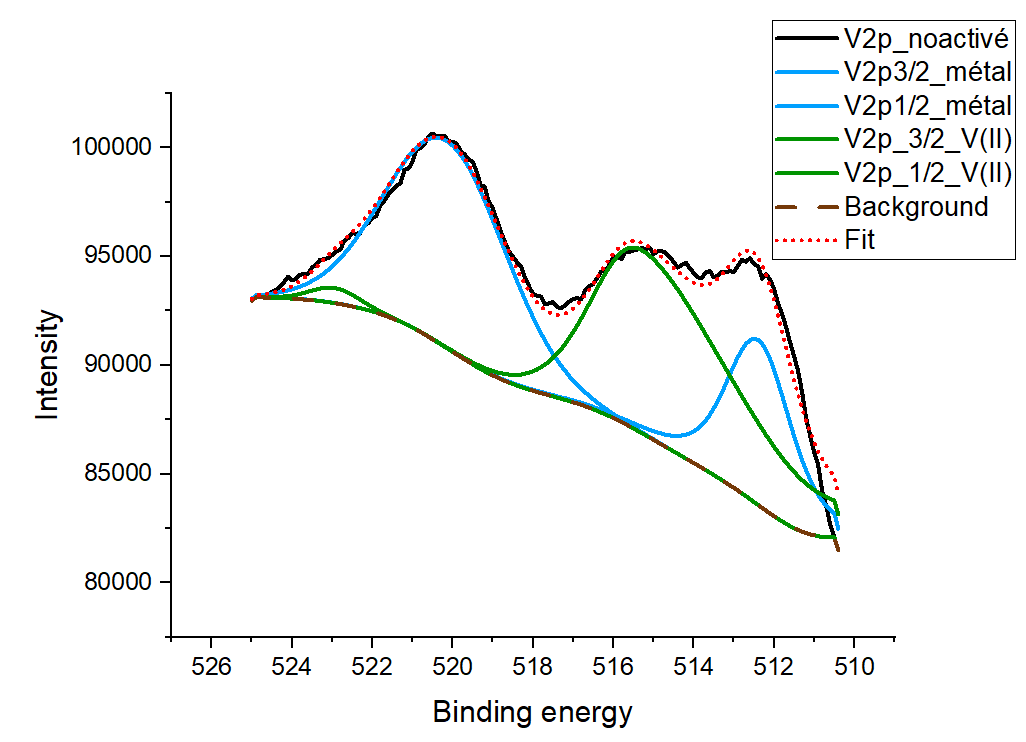 V2p_noactivé
V2p3/2_métal
V2p1/2_métal
V2p_3/2_V(II)
V2p_1/2_V(II)
Background
Fit
100000
95000
90000
85000
80000
Intensity
526 524 522 520 518 516 514 512 510
Binding energy